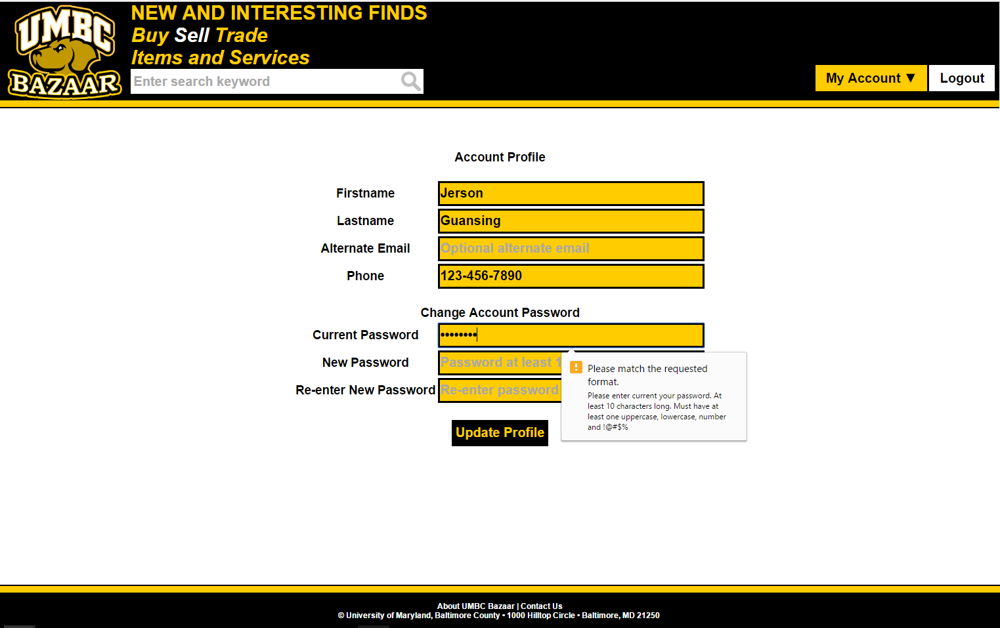 UMBC
BAZAAR
NEW AND INTERESTING FINDS
Buy Sell Trade
Items and Services
Enter search keyword
My Account ▼
Logout
Account Profile
Firstname
Jerson
Lastname
Guansing
Alternate Email
Optional alternate email
Phone
123-456-7890
Change Account Password
Current Password
••••••••
New Password
Password at least 1
Re-enter New Password
Re-enter password
Please match the requested
format.
Please enter current your password. At
least 10 characters long. Must have at
least one uppercase, lowercase, number
and !@#$%
Update Profile
About UMBC Bazaar | Contact Us
© University of Maryland, Baltimore County • 1000 Hilltop Circle • Baltimore, MD 21250